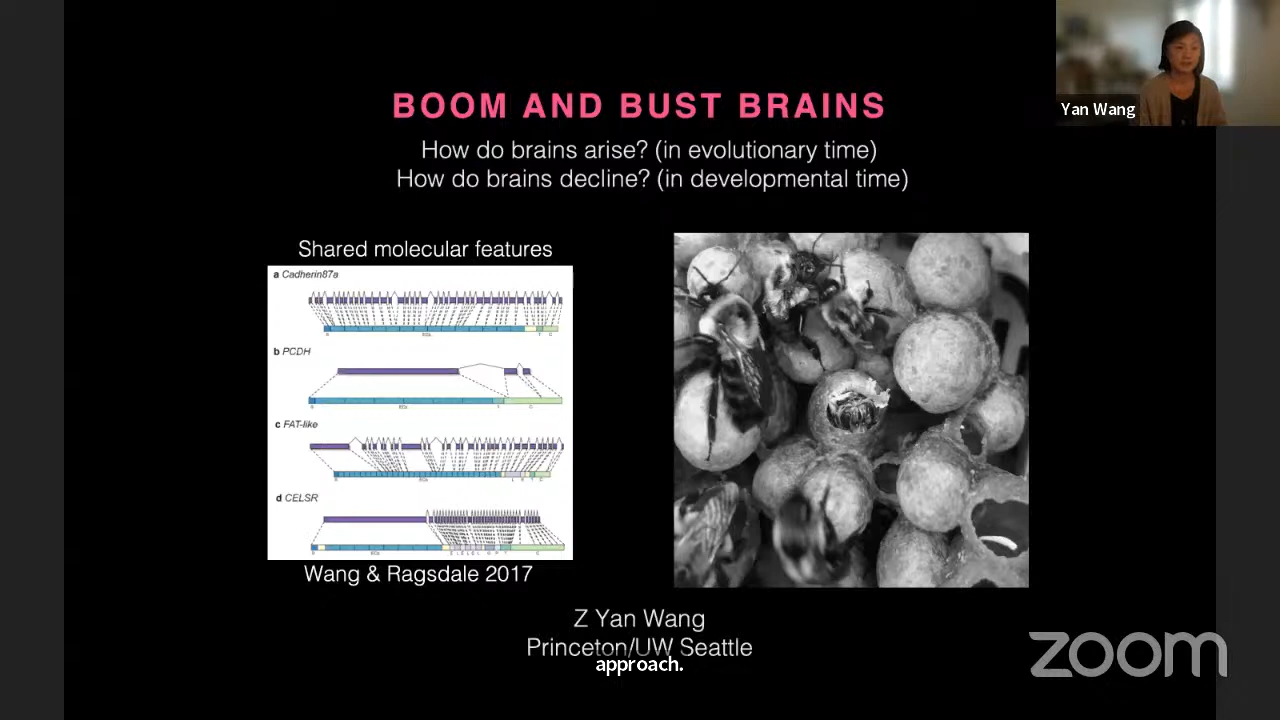 BOOM AND BUST BRAINS
How do brains arise? (in evolutionary time)
How do brains decline? (in developmental time)
Yan Wang
Shared molecular features
a Cadherin87a
b PCDH
c FAT-like
d CELSR
Wang & Ragsdale 2017
Z Yan Wang
Princeton/UW Seattle
approach.
zoom